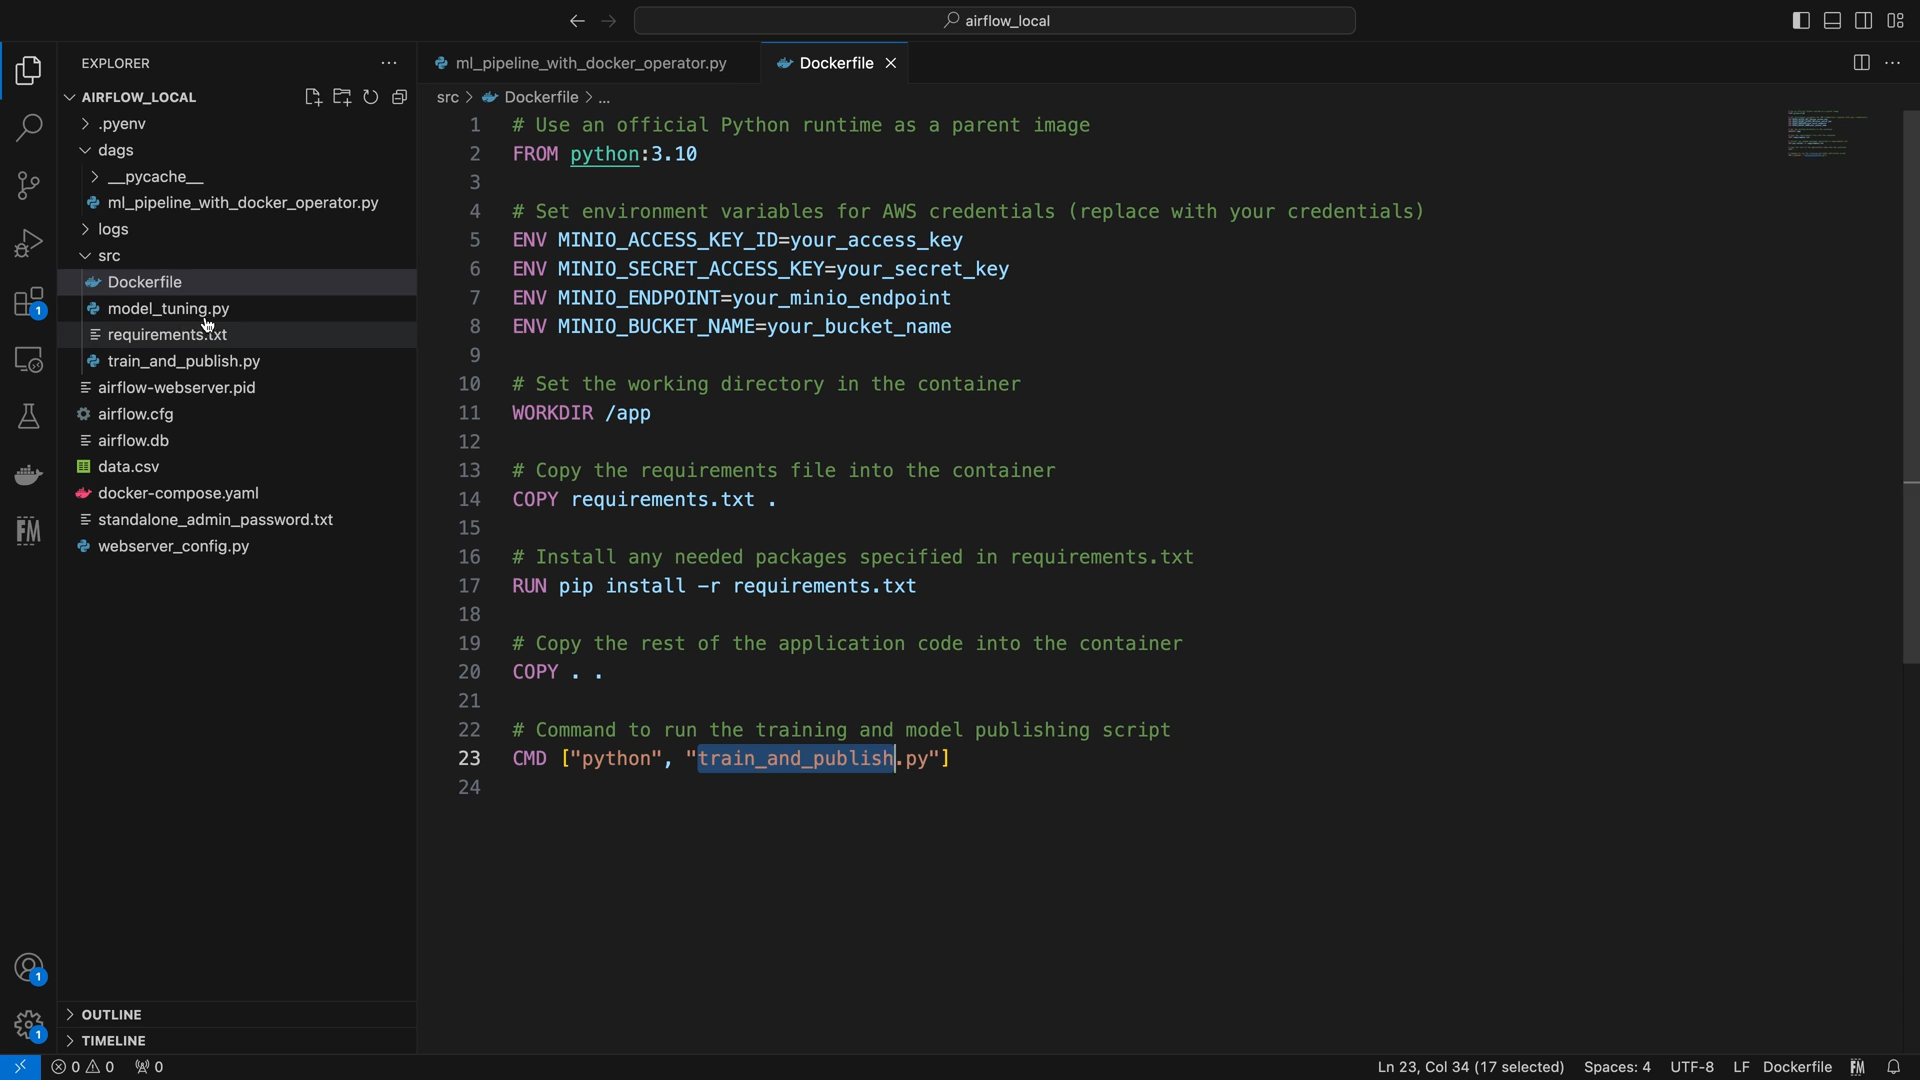 airflow_local
EXPLORER
ml_pipeline_with_docker_operator.py
Dockerfile
AIRFLOW_LOCAL
src > Dockerfile > ...
.pyenv
dags
__pycache__
ml_pipeline_with_docker_operator.py
logs
src
Dockerfile
model_tuning.py
requirements.txt
train_and_publish.py
airflow-webserver.pid
airflow.cfg
airflow.db
data.csv
docker-compose.yaml
standalone_admin_password.txt
webserver_config.py
1 # Use an official Python runtime as a parent image
2 FROM python:3.10
3
4 # Set environment variables for AWS credentials (replace with your credentials)
5 ENV MINIO_ACCESS_KEY_ID=your_access_key
6 ENV MINIO_SECRET_ACCESS_KEY=your_secret_key
7 ENV MINIO_ENDPOINT=your_minio_endpoint
8 ENV MINIO_BUCKET_NAME=your_bucket_name
9
10 # Set the working directory in the container
11 WORKDIR /app
12
13 # Copy the requirements file into the container
14 COPY requirements.txt .
15
16 # Install any needed packages specified in requirements.txt
17 RUN pip install -r requirements.txt
18
19 # Copy the rest of the application code into the container
20 COPY . .
21
22 # Command to run the training and model publishing script
23 CMD ["python", "train_and_publish.py"]
24
1
FM
1
1
OUTLINE
TIMELINE
0 0 0
Ln 23, Col 34 (17 selected) Spaces: 4 UTF-8 LF Dockerfile FM